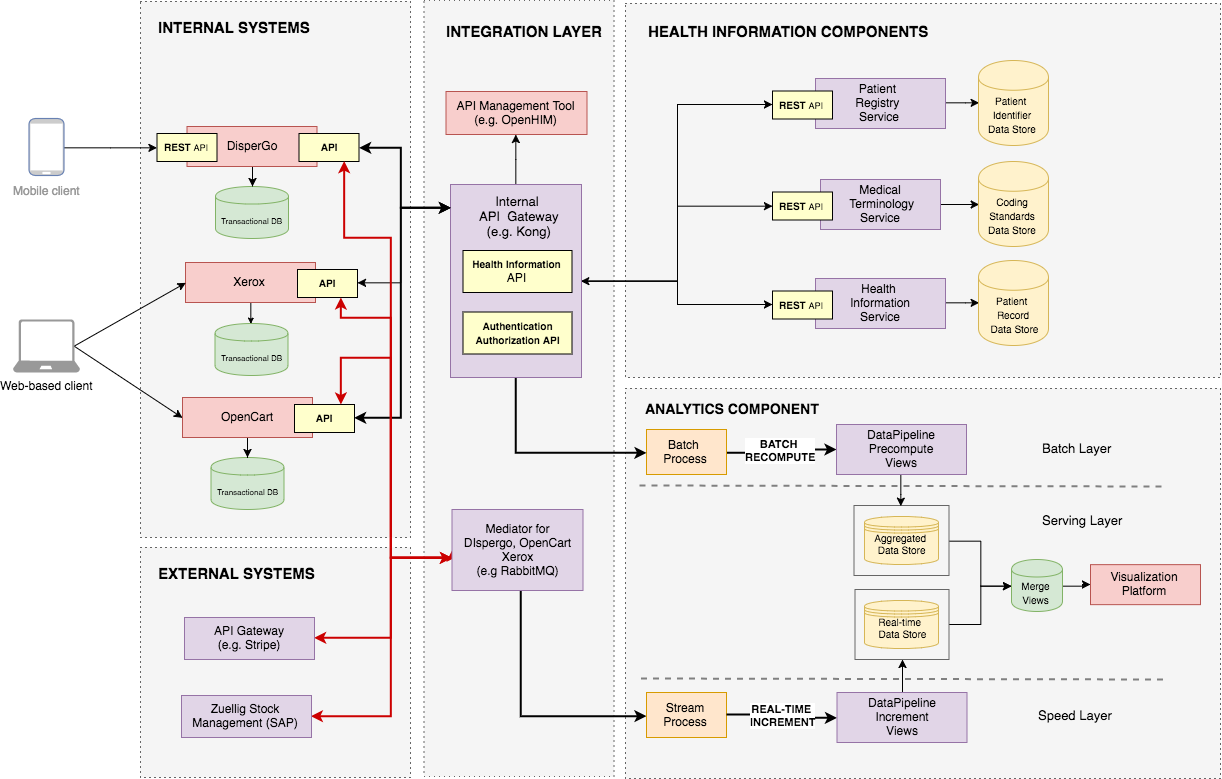 INTERNAL SYSTEMS
Mobile client
REST API
DisperGo
API
Transactional DB
Xerox
API
Transactional DB
Web-based client
OpenCart
API
Transactional DB
EXTERNAL SYSTEMS
API Gateway
(e.g. Stripe)
Zuellig Stock
Management (SAP)
INTEGRATION LAYER
API Management Tool
(e.g. OpenHIM)
Internal
API Gateway
(e.g. Kong)
Health Information
API
Authentication
Authorization API
Mediator for
DIspergo, OpenCart
Xerox
(e.g RabbitMQ)
HEALTH INFORMATION COMPONENTS
REST API
Patient
Registry
Service
Patient
Identifier
Data Store
REST API
Medical
Terminology
Service
Coding
Standards
Data Store
REST API
Health
Information
Service
Patient
Record
Data Store
ANALYTICS COMPONENT
Batch
Process
BATCH
RECOMPUTE
DataPipeline
Precompute
Views
Batch Layer
Aggregated
Data Store
Serving Layer
Merge
Views
Visualization
Platform
Real-time
Data Store
Stream
Process
REAL-TIME
INCREMENT
DataPipeline
Increment
Views
Speed Layer